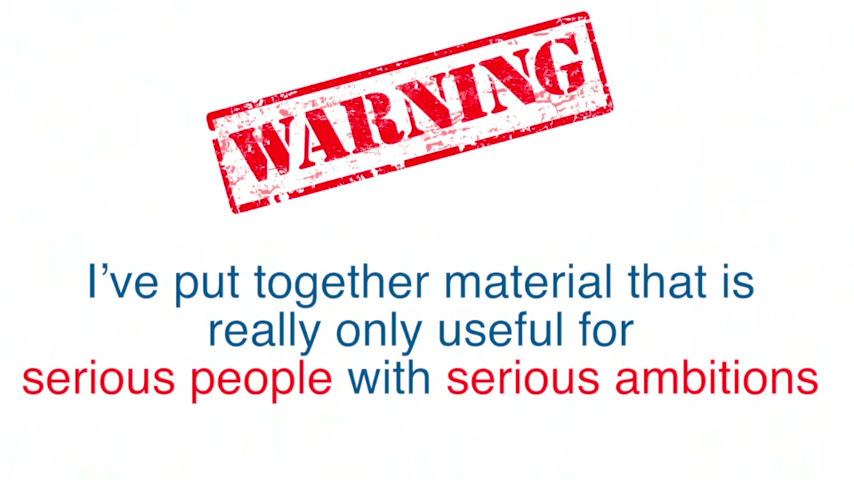 WARNING
I've put together material that is
really only useful for
serious people with serious ambitions